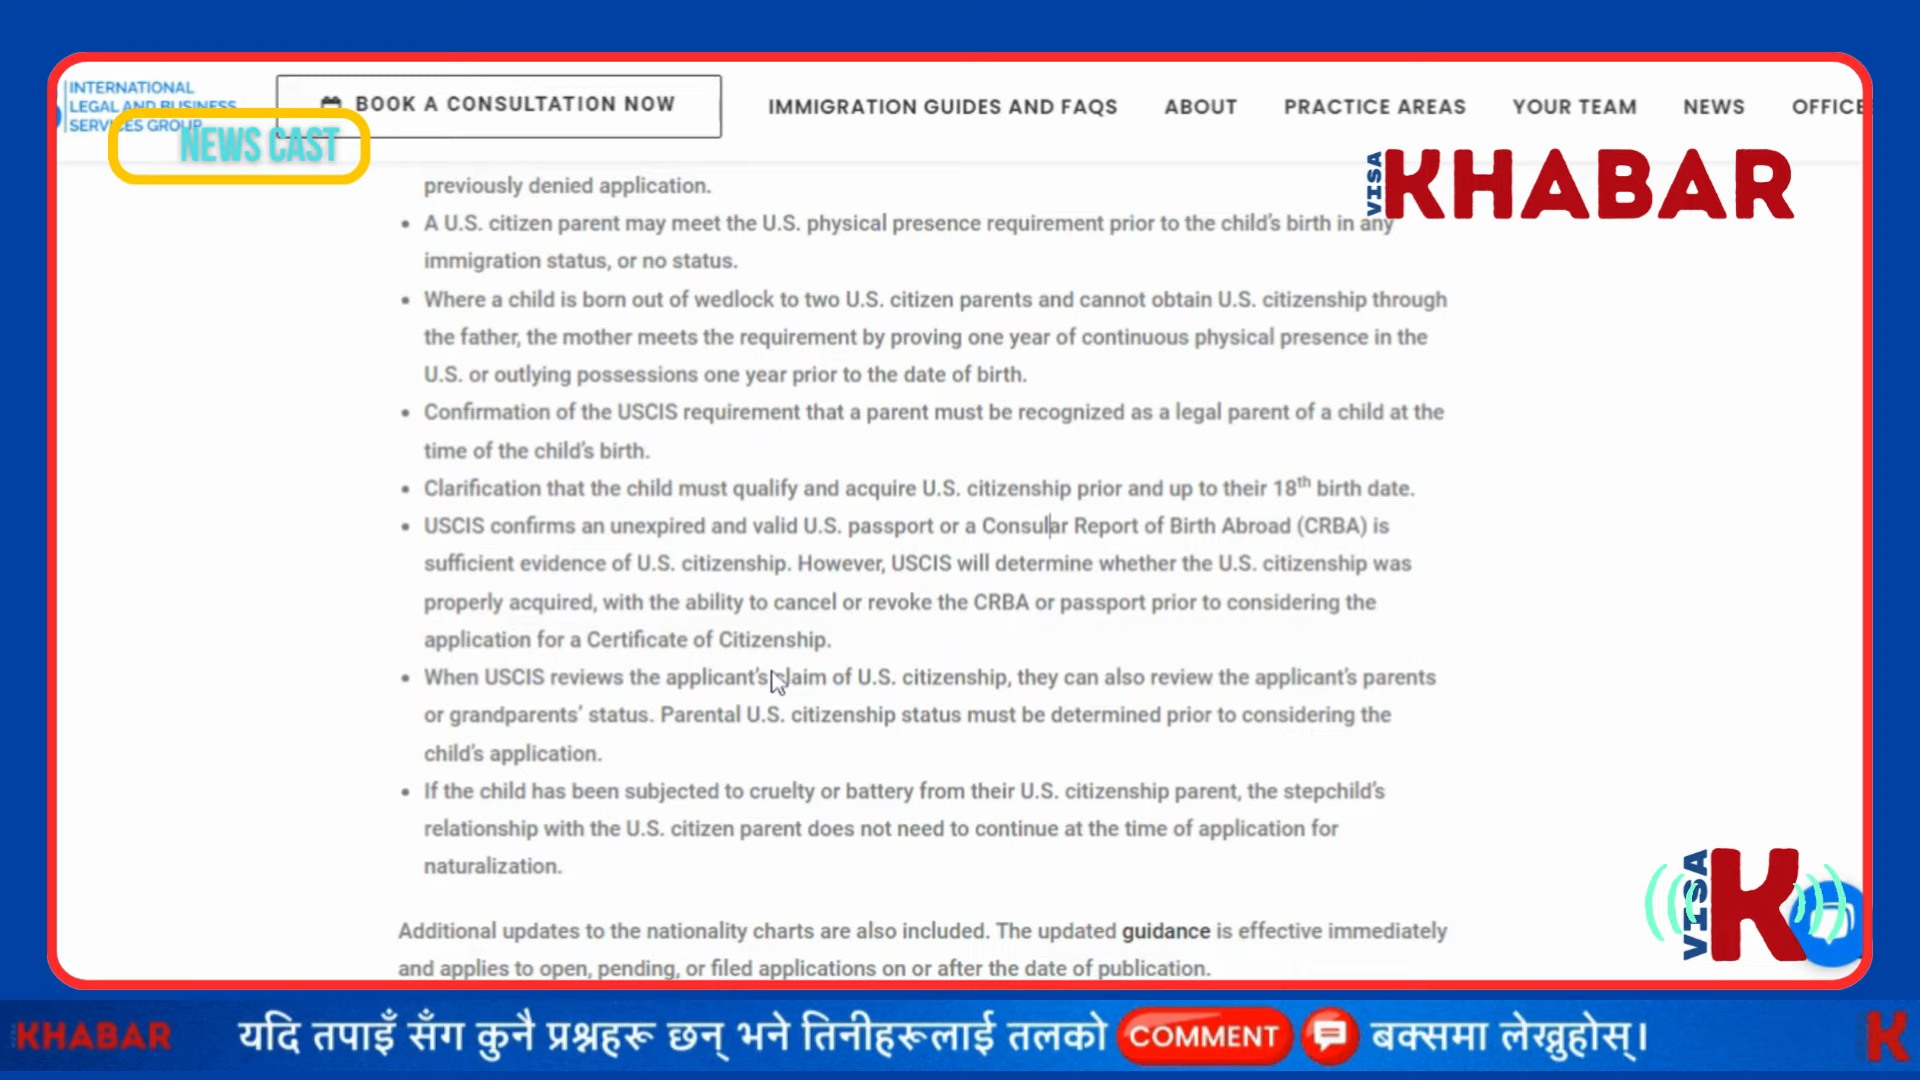 INTERNATIONAL
LEGAL AND BUSINESS
SERVICES GROUP
BOOK A CONSULTATION NOW
IMMIGRATION GUIDES AND FAQS
ABOUT
PRACTICE AREAS
YOUR TEAM
NEWS
OFFICE
NEWS CAST
VISA KHABAR
previously denied application.
• A U.S. citizen parent may meet the U.S. physical presence requirement prior to the child's birth in any
immigration status, or no status.
• Where a child is born out of wedlock to two U.S. citizen parents and cannot obtain U.S. citizenship through
the father, the mother meets the requirement by proving one year of continuous physical presence in the
U.S. or outlying possessions one year prior to the date of birth.
• Confirmation of the USCIS requirement that a parent must be recognized as a legal parent of a child at the
time of the child's birth.
• Clarification that the child must qualify and acquire U.S. citizenship prior and up to their 18th birth date.
• USCIS confirms an unexpired and valid U.S. passport or a Consular Report of Birth Abroad (CRBA) is
sufficient evidence of U.S. citizenship. However, USCIS will determine whether the U.S. citizenship was
properly acquired, with the ability to cancel or revoke the CRBA or passport prior to considering the
application for a Certificate of Citizenship.
• When USCIS reviews the applicant's claim of U.S. citizenship, they can also review the applicant's parents
or grandparents' status. Parental U.S. citizenship status must be determined prior to considering the
child's application.
• If the child has been subjected to cruelty or battery from their U.S. citizenship parent, the stepchild's
relationship with the U.S. citizen parent does not need to continue at the time of application for
naturalization.
VISA K
Additional updates to the nationality charts are also included. The updated guidance is effective immediately
and applies to open, pending, or filed applications on or after the date of publication.
KHABAR यदि तपाइँ सँग कुनै प्रश्नहरू छन् भने तिनीहरूलाई तलको COMMENT बक्समा लेख्नुहोस्। K